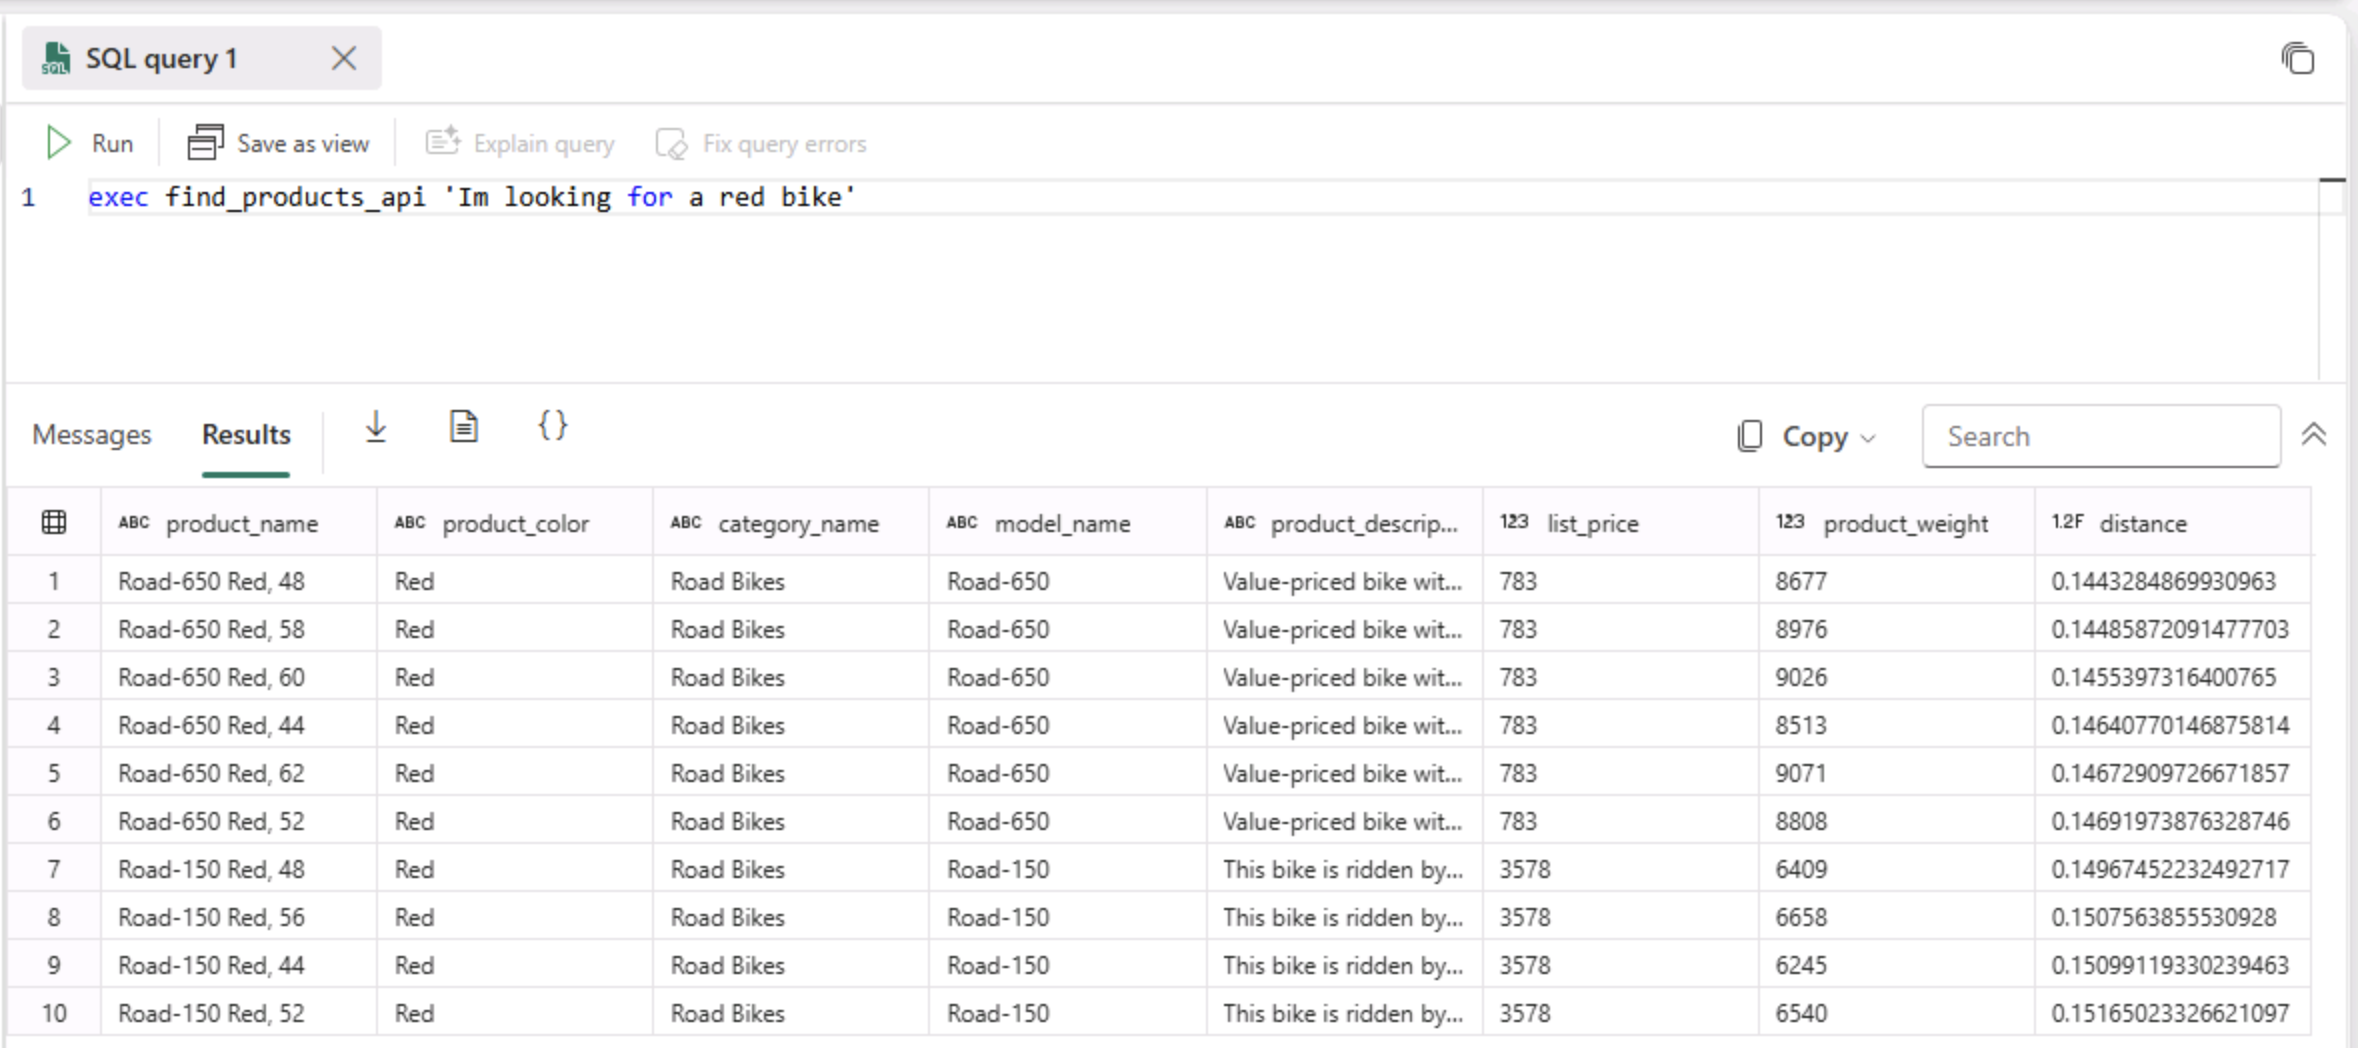 SQL query 1
Run Save as view Explain query Fix query errors
1 exec find_products_api 'Im looking for a red bike'
Messages Results {} Copy Search
ABC product_name ABC product_color ABC category_name ABC model_name ABC product_descrip... 123 list_price 123 product_weight 1.2F distance
1 Road-650 Red, 48 Red Road Bikes Road-650 Value-priced bike wit... 783 8677 0.1443284869930963
2 Road-650 Red, 58 Red Road Bikes Road-650 Value-priced bike wit... 783 8976 0.14485872091477703
3 Road-650 Red, 60 Red Road Bikes Road-650 Value-priced bike wit... 783 9026 0.1455397316400765
4 Road-650 Red, 44 Red Road Bikes Road-650 Value-priced bike wit... 783 8513 0.14640770146875814
5 Road-650 Red, 62 Red Road Bikes Road-650 Value-priced bike wit... 783 9071 0.14672909726671857
6 Road-650 Red, 52 Red Road Bikes Road-650 Value-priced bike wit... 783 8808 0.14691973876328746
7 Road-150 Red, 48 Red Road Bikes Road-150 This bike is ridden by... 3578 6409 0.14967452232492717
8 Road-150 Red, 56 Red Road Bikes Road-150 This bike is ridden by... 3578 6658 0.1507563855530928
9 Road-150 Red, 44 Red Road Bikes Road-150 This bike is ridden by... 3578 6245 0.15099119330239463
10 Road-150 Red, 52 Red Road Bikes Road-150 This bike is ridden by... 3578 6540 0.15165023326621097